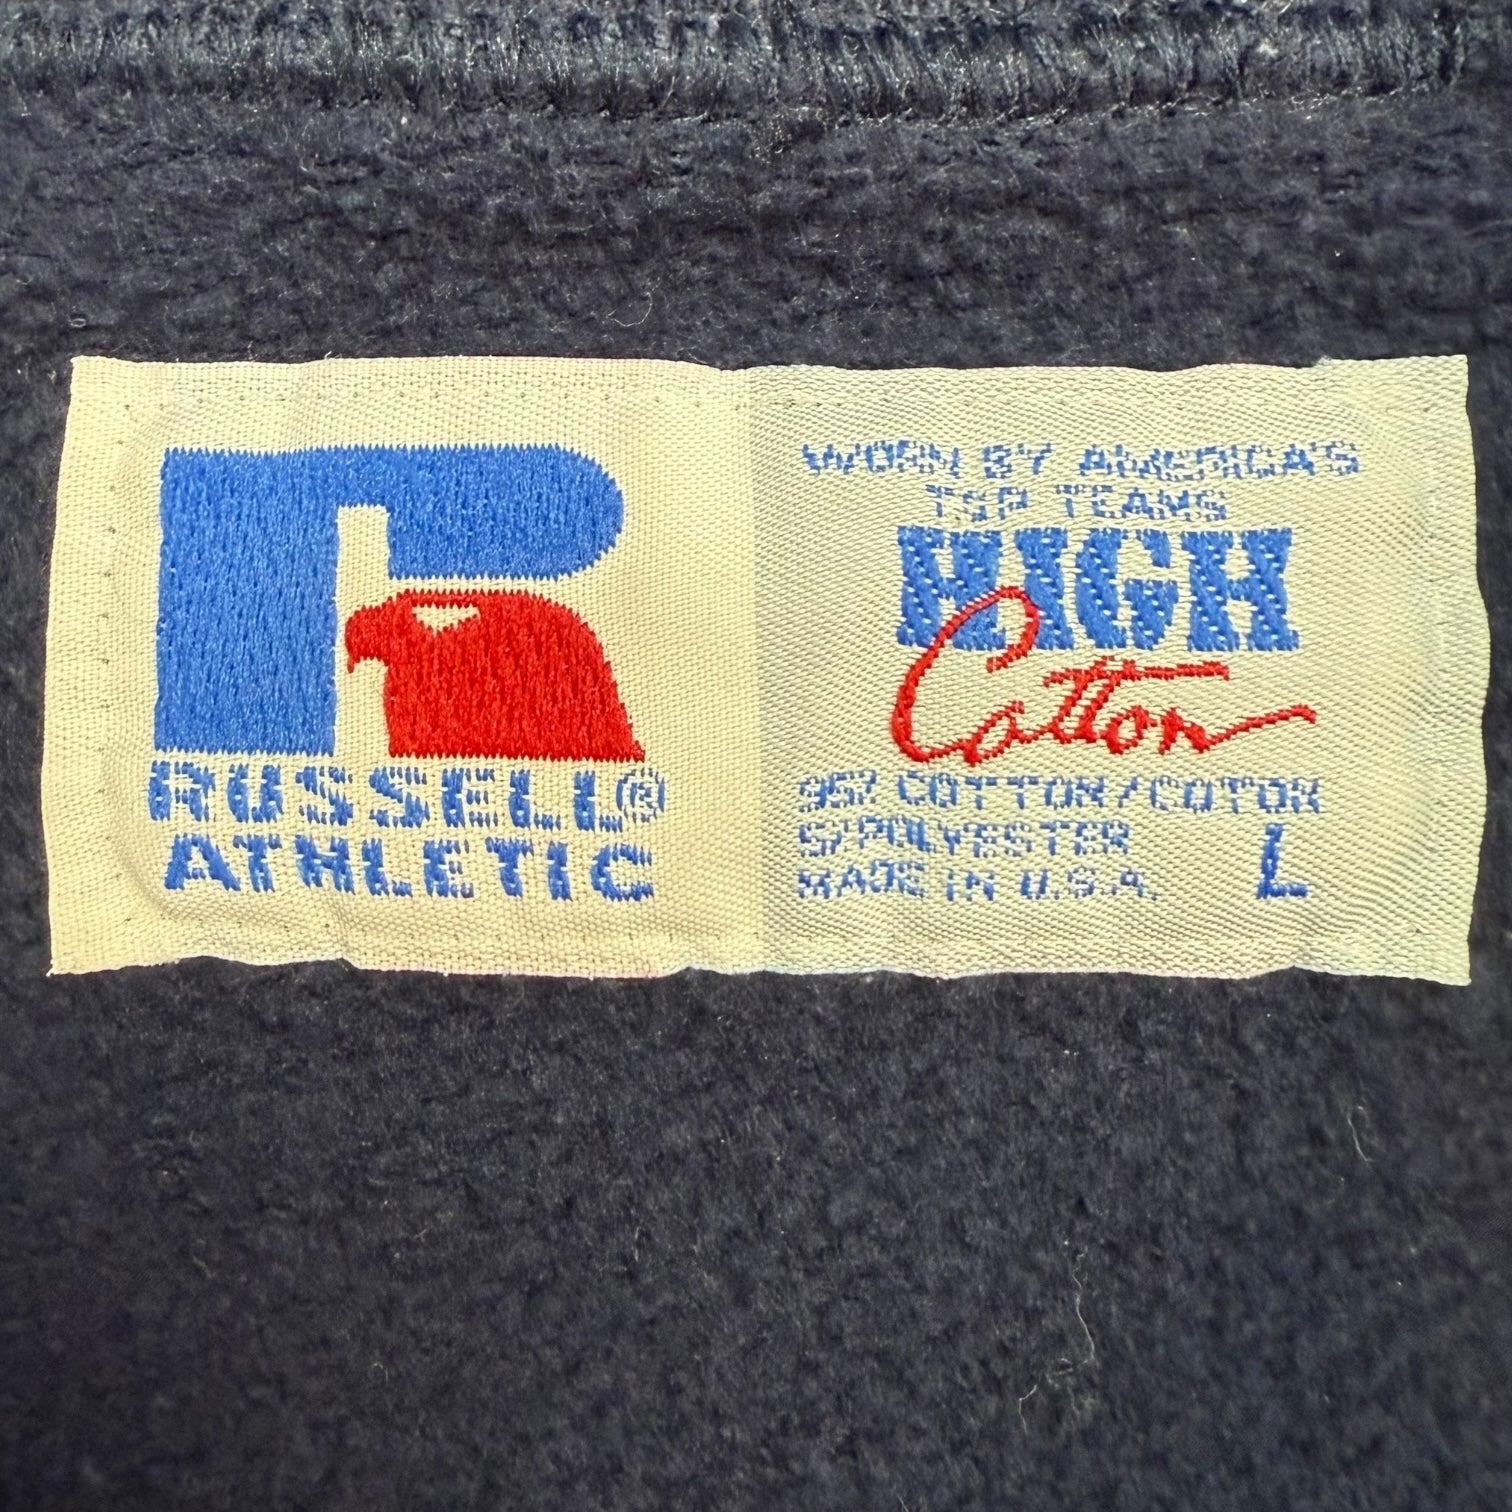 RUSSELL®
ATHLETIC
WORN BY AMERICA'S
TOP TEAMS
HIGH
Cotton
95% COTTON/COTON
5%POLYESTER
MADE IN U.S.A.
L